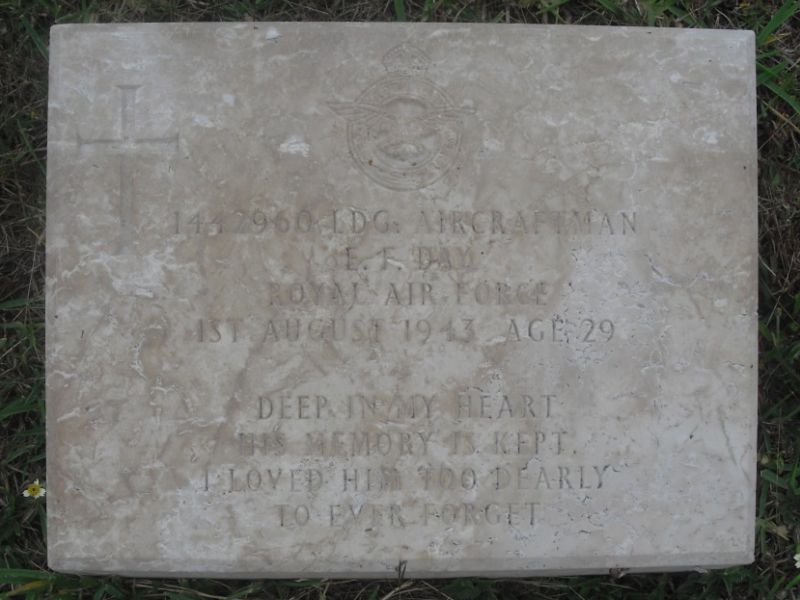 1442960 LDG. AIRCRAFTMAN
E. F. DAY
ROYAL AIR FORCE
1ST AUGUST 1943 AGE 29
DEEP IN MY HEART
HIS MEMORY IS KEPT.
I LOVED HIM TOO DEARLY
TO EVER FORGET